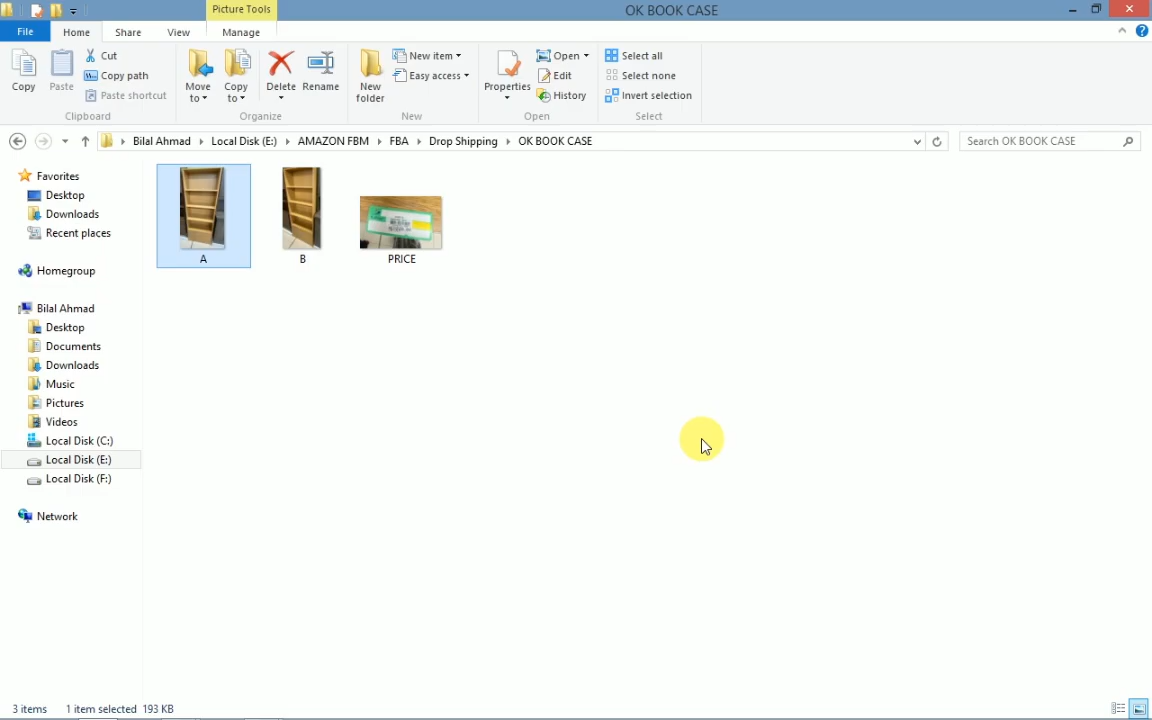 Picture Tools
OK BOOK CASE
File
Home
Share
View
Manage
Copy
Paste
Cut
Copy path
Paste shortcut
Clipboard
Move to
Copy to
Delete
Rename
Organize
New folder
New item
Easy access
New
Properties
Open
Edit
History
Open
Select all
Select none
Invert selection
Select
Bilal Ahmad
Local Disk (E:)
AMAZON FBM
FBA
Drop Shipping
OK BOOK CASE
Search OK BOOK CASE
Favorites
Desktop
Downloads
Recent places
Homegroup
Bilal Ahmad
Desktop
Documents
Downloads
Music
Pictures
Videos
Local Disk (C:)
Local Disk (E:)
Local Disk (F:)
Network
A
B
PRICE
3 items
1 item selected 193 KB